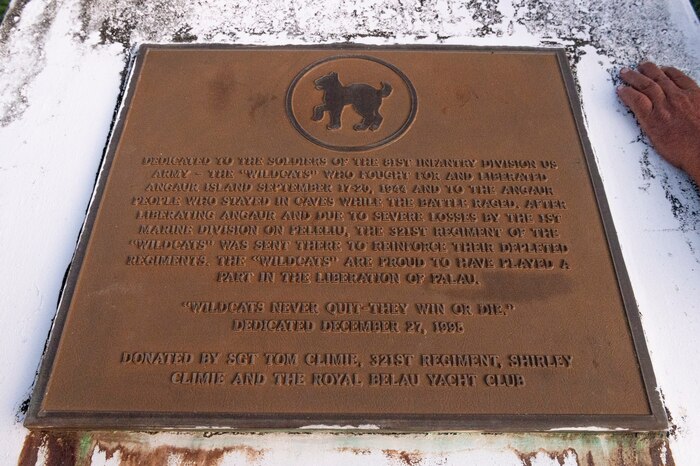 DEDICATED TO THE SOLDIERS OF THE 81ST INFANTRY DIVISION US
ARMY - THE "WILDCATS" WHO FOUGHT FOR AND LIBERATED
ANGAUR ISLAND SEPTEMBER 17-20, 1944 AND TO THE ANGAUR
PEOPLE WHO STAYED IN CAVES WHILE THE BATTLE RAGED. AFTER
LIBERATING ANGAUR AND DUE TO SEVERE LOSSES BY THE 1ST
MARINE DIVISION ON PELELIU, THE 321ST REGIMENT OF THE
"WILDCATS" WAS SENT THERE TO REINFORCE THEIR DEPLETED
REGIMENTS. THE "WILDCATS" ARE PROUD TO HAVE PLAYED A
PART IN THE LIBERATION OF PALAU.
"WILDCATS NEVER QUIT-THEY WIN OR DIE."
DEDICATED DECEMBER 27, 1995
DONATED BY SGT TOM CLIMIE, 321ST REGIMENT, SHIRLEY
CLIMIE AND THE ROYAL BELAU YACHT CLUB